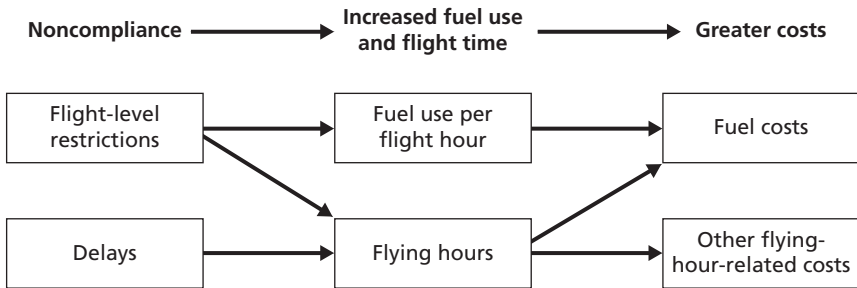 Noncompliance
Increased fuel use
and flight time
Greater costs
Flight-level
restrictions
Fuel use per
flight hour
Fuel costs
Delays
Flying hours
Other flying-
hour-related costs